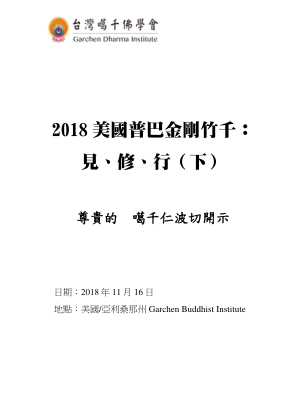 台灣噶千佛學會
Garchen Dharma Institute
2018 美國普巴金剛竹千：
見、修、行（下）
尊貴的　噶千仁波切開示
日期：2018 年 11 月 16 日
地點：美國/亞利桑那州 Garchen Buddhist Institute